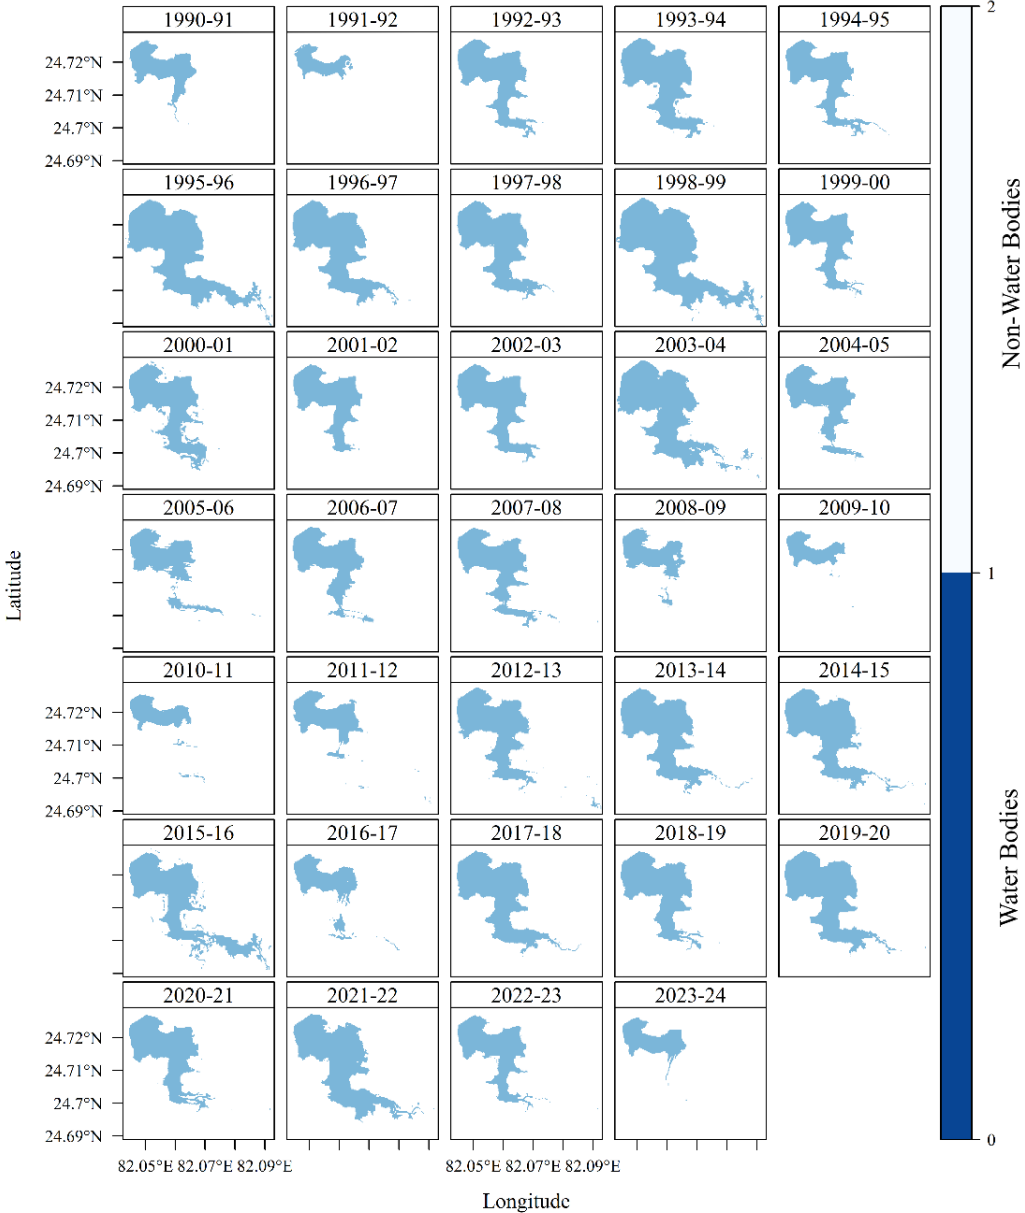 1990-91 1991-92 1992-93 1993-94 1994-95
24.72°N
24.71°N
24.7°N
24.69°N
1995-96 1996-97 1997-98 1998-99 1999-00
2000-01 2001-02 2002-03 2003-04 2004-05
24.72°N
24.71°N
24.7°N
24.69°N
2005-06 2006-07 2007-08 2008-09 2009-10
2010-11 2011-12 2012-13 2013-14 2014-15
24.72°N
24.71°N
24.7°N
24.69°N
2015-16 2016-17 2017-18 2018-19 2019-20
2020-21 2021-22 2022-23 2023-24
24.72°N
24.71°N
24.7°N
24.69°N
82.05°E 82.07°E 82.09°E 82.05°E 82.07°E 82.09°E
Longitude
Latitude
2
1
0
Non-Water Bodies
Water Bodies